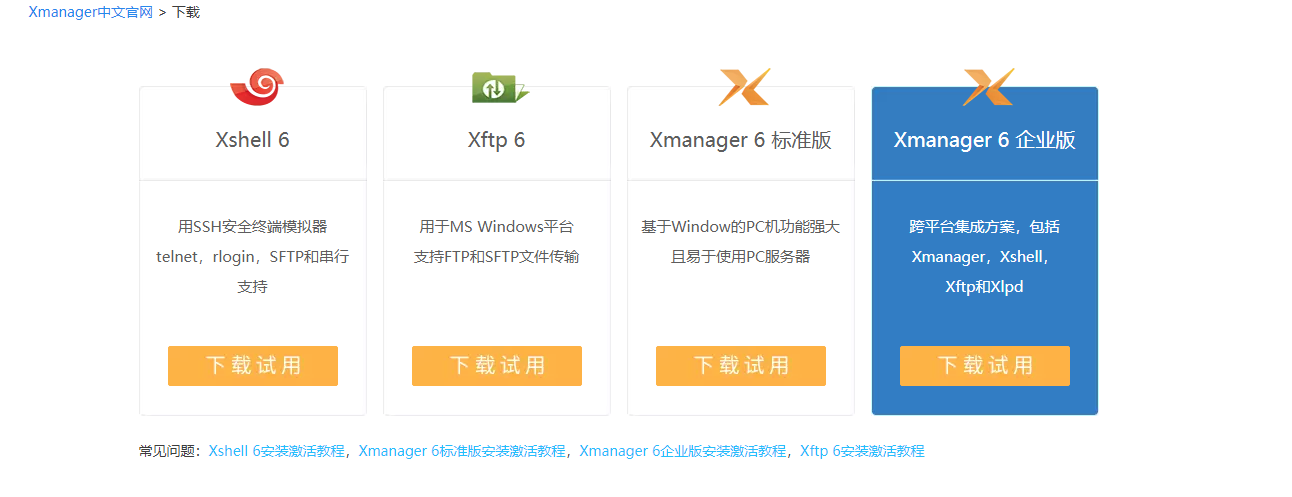 Xmanager中文官网 > 下载
Xshell 6
用SSH安全终端模拟器
telnet，rlogin，SFTP和串行
支持
下载试用
Xftp 6
用于MS Windows平台
支持FTP和SFTP文件传输
下载试用
Xmanager 6 标准版
基于Window的PC机功能强大
且易于使用PC服务器
下载试用
Xmanager 6 企业版
跨平台集成方案，包括
Xmanager，Xshell，
Xftp和Xlpd
下载试用
常见问题：Xshell 6安装激活教程，Xmanager 6标准版安装激活教程，Xmanager 6企业版安装激活教程，Xftp 6安装激活教程